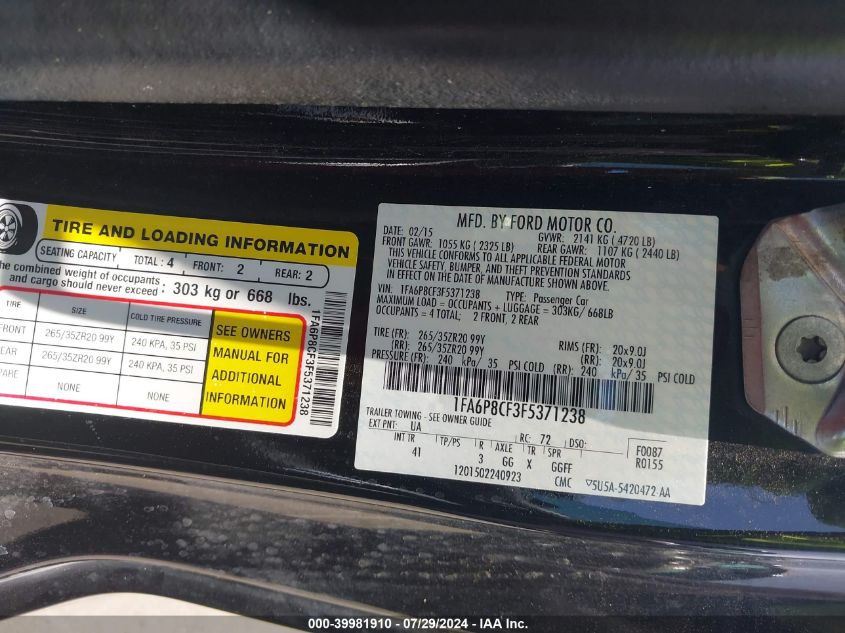 TIRE AND LOADING INFORMATION
SEATING CAPACITY TOTAL : 4 FRONT: 2 REAR: 2
The combined weight of occupants
and cargo should never exceed : 303 kg or 668 lbs.
TIRE SIZE COLD TIRE PRESSURE
FRONT 265/35ZR20 99Y 240 KPA, 35 PSI
REAR 265/35ZR20 99Y 240 KPA, 35 PSI
SPARE NONE NONE
SEE OWNERS
MANUAL FOR
ADDITIONAL
INFORMATION
1FA6P8CF3F5371238
MFD. BY FORD MOTOR CO.
DATE: 02/15 GVWR: 2141 KG ( 4720 LB)
FRONT GAWR: 1055 KG ( 2325 LB) REAR GAWR: 1107 KG ( 2440 LB)
THIS VEHICLE CONFORMS TO ALL APPLICABLE FEDERAL MOTOR
VEHICLE SAFETY, BUMPER, AND THEFT PREVENTION STANDARDS
IN EFFECT ON THE DATE OF MANUFACTURE SHOWN ABOVE.
VIN: 1FA6P8CF3F5371238 TYPE: Passenger Car
MAXIMUM LOAD = OCCUPANTS + LUGGAGE = 303KG/ 668LB
OCCUPANTS = 4 TOTAL; 2 FRONT, 2 REAR
TIRE (FR): 265/35ZR20 99Y RIMS (FR): 20x9.0J
(RR): 265/35ZR20 99Y (RR): 20x9.0J
PRESSURE (FR): 240 kPa/ 35 PSI COLD (RR): 240 kPa/ 35 PSI COLD
1FA6P8CF3F5371238
TRAILER TOWING - SEE OWNER GUIDE
EXT PNT: UA RC: 72 DSO: F0087
INT TR TP/PS R AXLE TR SPR R0155
41 3 GG X GGFF
1201502240923 CMC 5U5A-5420472 AA
000-39981910 - 07/29/2024 - iaai.com